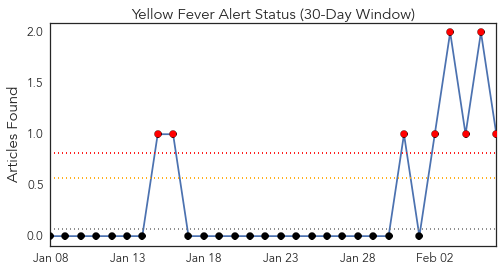 Yellow Fever Alert Status (30-Day Window)
Articles Found
2.0
1.5
1.0
0.5
0.0
Jan 08 Jan 13 Jan 18 Jan 23 Jan 28 Feb 02